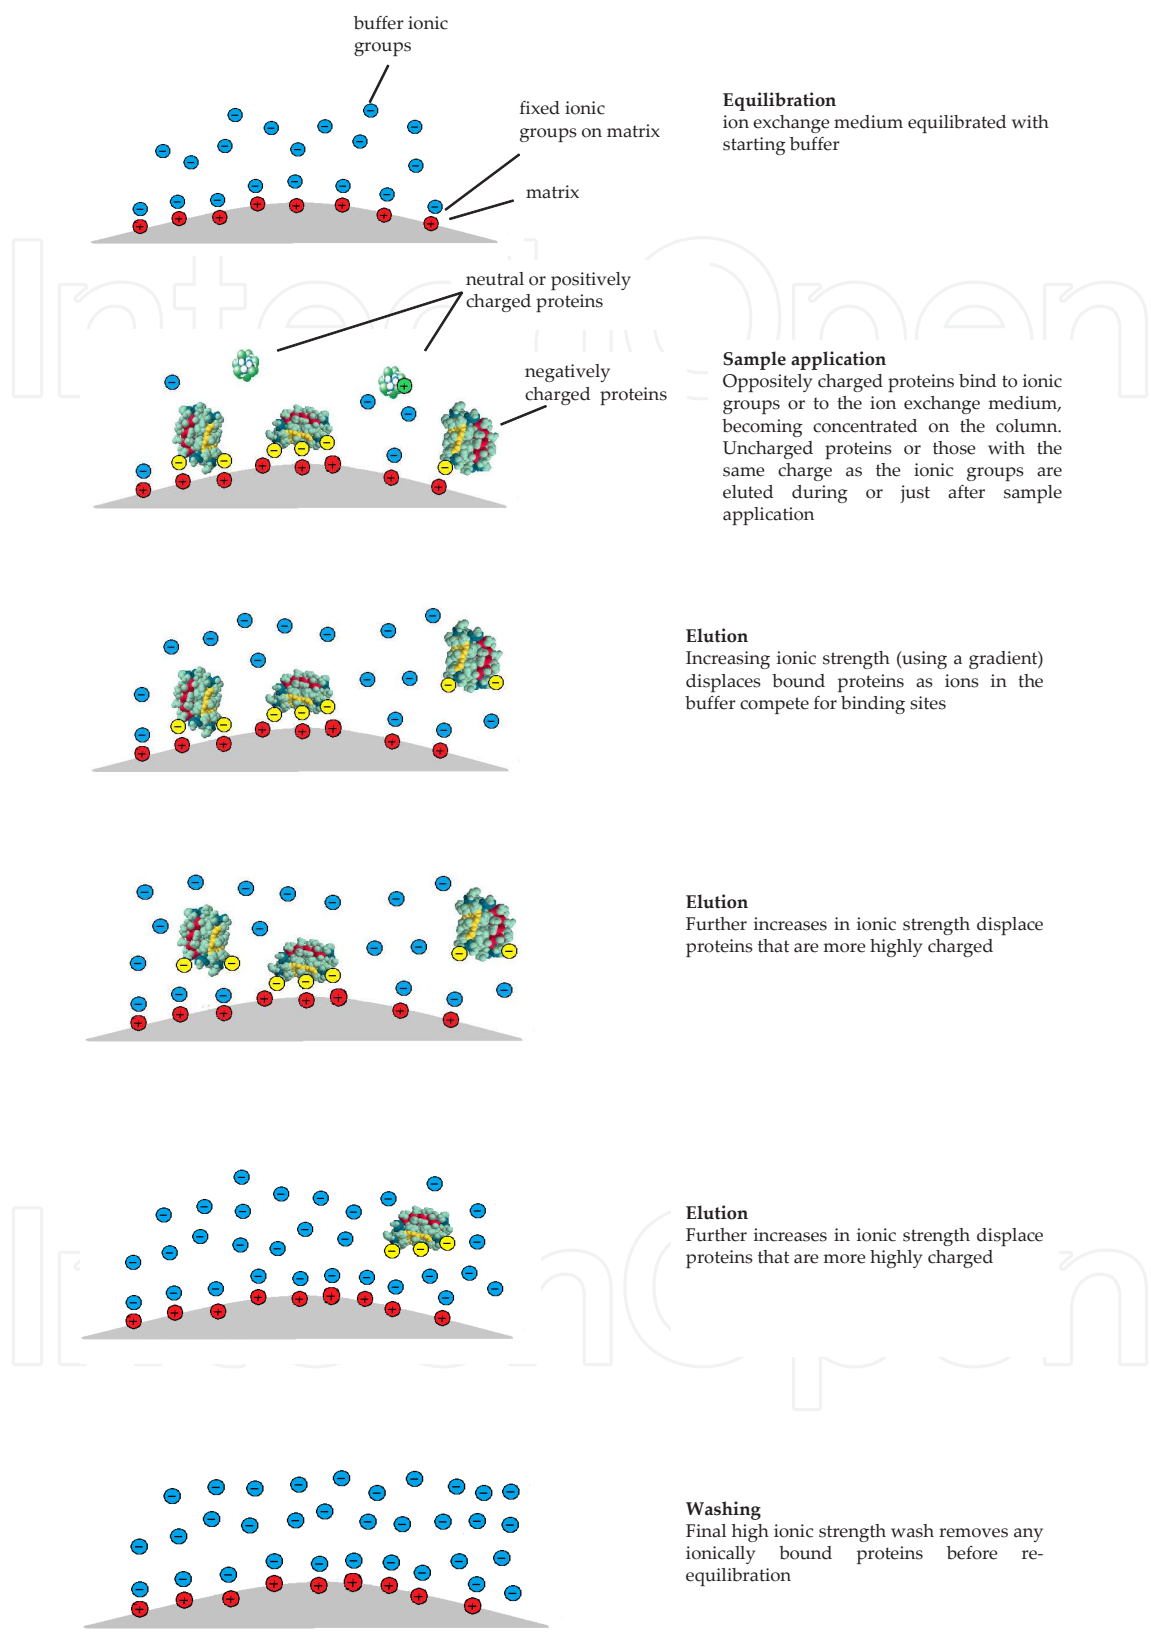 buffer ionic
groups
fixed ionic
groups on matrix
matrix
Equilibration
ion exchange medium equilibrated with
starting buffer
neutral or positively
charged proteins
negatively
charged proteins
Sample application
Oppositely charged proteins bind to ionic
groups or to the ion exchange medium,
becoming concentrated on the column.
Uncharged proteins or those with the
same charge as the ionic groups are
eluted during or just after sample
application
Elution
Increasing ionic strength (using a gradient)
displaces bound proteins as ions in the
buffer compete for binding sites
Elution
Further increases in ionic strength displace
proteins that are more highly charged
Elution
Further increases in ionic strength displace
proteins that are more highly charged
Washing
Final high ionic strength wash removes any
ionically bound proteins before re-
equilibration